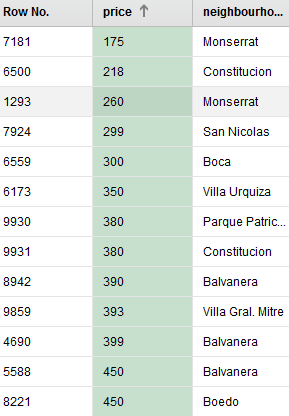 Row No. price ↑ neighbourho...
7181 175 Monserrat
6500 218 Constitucion
1293 260 Monserrat
7924 299 San Nicolas
6559 300 Boca
6173 350 Villa Urquiza
9930 380 Parque Patric...
9931 380 Constitucion
8942 390 Balvanera
9859 393 Villa Gral. Mitre
4690 399 Balvanera
5588 450 Balvanera
8221 450 Boedo